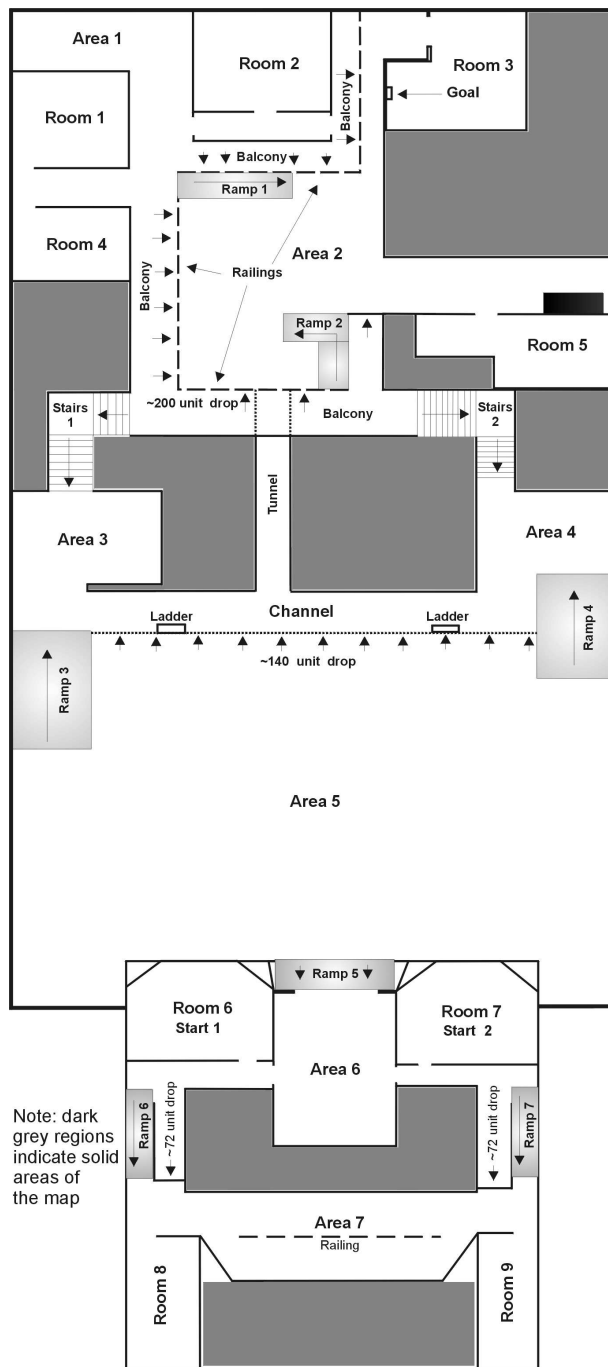 Area 1
Room 2
Room 3
Goal
Room 1
Balcony
Balcony
Ramp 1
Area 2
Room 4
Railings
Balcony
Ramp 2
Room 5
~200 unit drop
Balcony
Stairs
1
Stairs
2
Tunnel
Area 3
Area 4
Ladder
Channel
Ladder
Ramp 4
Ramp 3
~140 unit drop
Area 5
Ramp 5
Room 6
Start 1
Room 7
Start 2
Area 6
Ramp 6
~72 unit drop
~72 unit drop
Ramp 7
Note: dark
grey regions
indicate solid
areas of
the map
Area 7
Railing
Room 8
Room 9